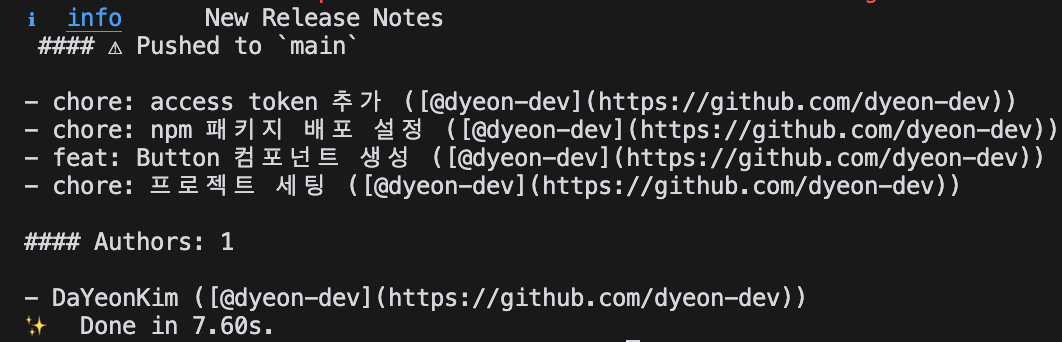 ℹ info New Release Notes
#### ⚠ Pushed to `main`
- chore: access token 추가 ([@dyeon-dev](https://github.com/dyeon-dev))
- chore: npm 패키지 배포 설정 ([@dyeon-dev](https://github.com/dyeon-dev))
- feat: Button 컴포넌트 생성 ([@dyeon-dev](https://github.com/dyeon-dev))
- chore: 프로젝트 세팅 ([@dyeon-dev](https://github.com/dyeon-dev))
#### Authors: 1
- DaYeonKim ([@dyeon-dev](https://github.com/dyeon-dev))
✨ Done in 7.60s.